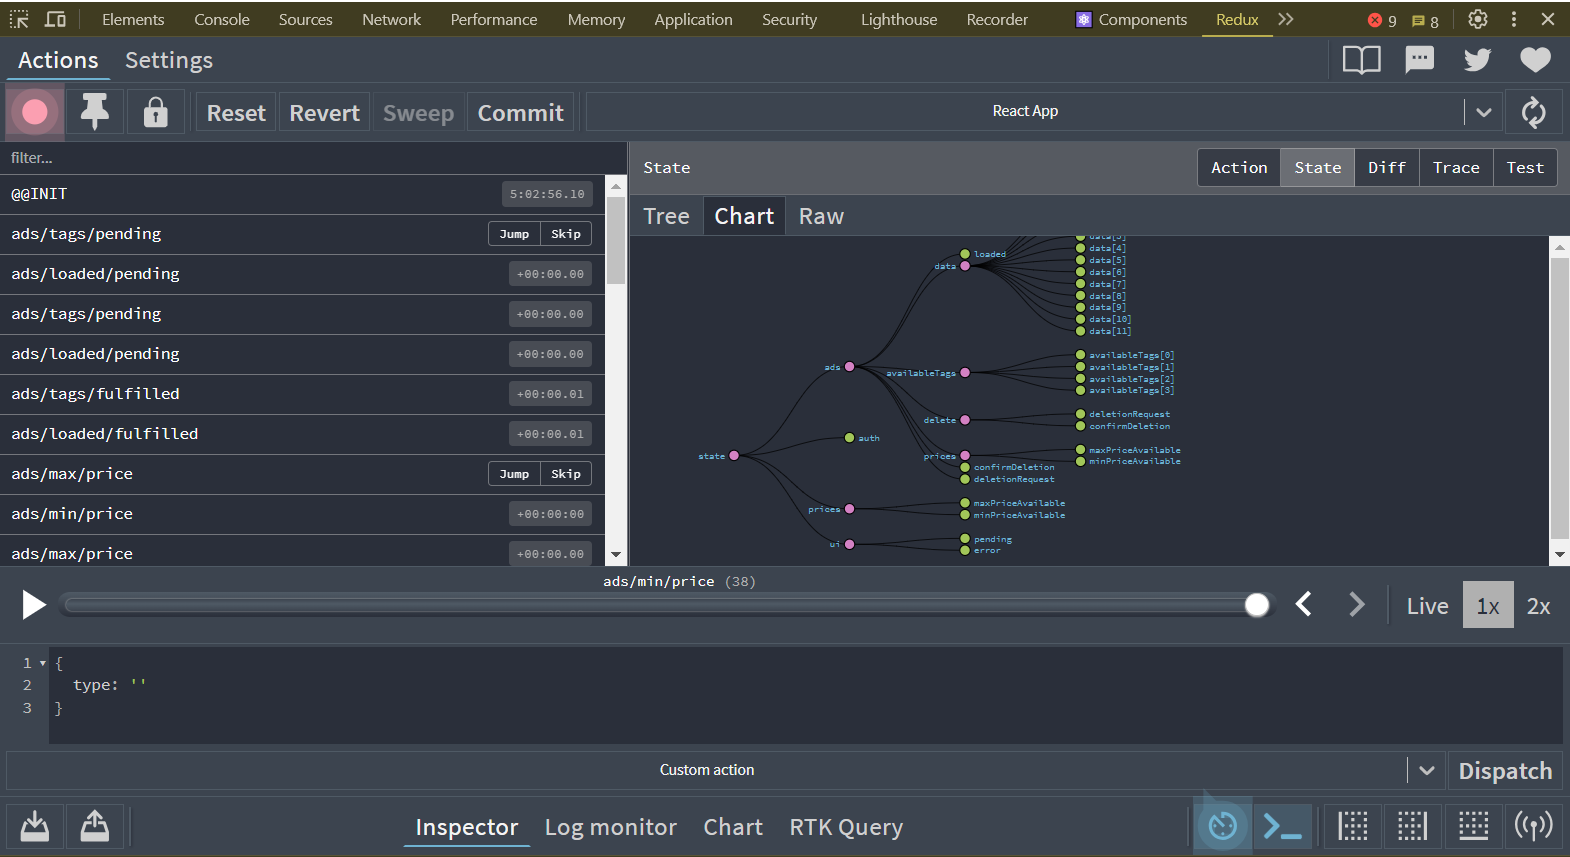 Elements Console Sources Network Performance Memory Application Security Lighthouse Recorder Components Redux 9 8
Actions Settings
Reset Revert Sweep Commit React App
filter...
@@INIT 5:02:56.10
ads/tags/pending Jump Skip
ads/loaded/pending +00:00.00
ads/tags/pending +00:00.00
ads/loaded/pending +00:00.00
ads/tags/fulfilled +00:00.01
ads/loaded/fulfilled +00:00.01
ads/max/price Jump Skip
ads/min/price +00:00:00
ads/max/price +00:00.00
State Action State Diff Trace Test
Tree Chart Raw
data[3]
data[4]
loaded
data[5]
data
data[6]
data[7]
data[8]
data[9]
data[10]
data[11]
availableTags[0]
ads
availableTags[1]
availableTags
availableTags[2]
availableTags[3]
deletionRequest
delete
confirmDeletion
auth
maxPriceAvailable
state
prices
minPriceAvailable
confirmDeletion
deletionRequest
maxPriceAvailable
prices
minPriceAvailable
pending
ui
error
ads/min/price (38)
Live 1x 2x
1 {
2 type: ''
3 }
Custom action Dispatch
Inspector Log monitor Chart RTK Query